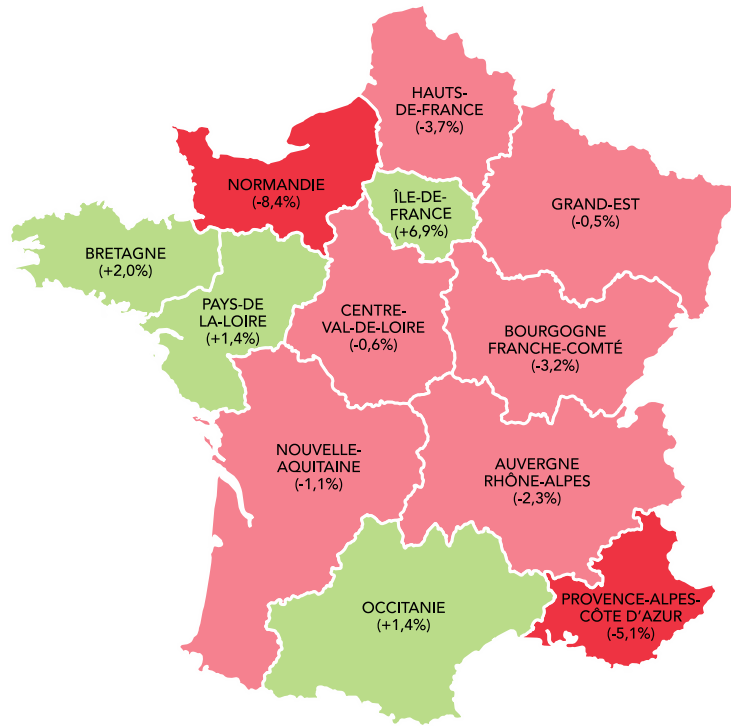 HAUTS-
DE-FRANCE
(-3,7%)
NORMANDIE
(-8,4%)
ÎLE-DE-
FRANCE
(+6,9%)
GRAND-EST
(-0,5%)
BRETAGNE
(+2,0%)
PAYS-DE
LA-LOIRE
(+1,4%)
CENTRE-
VAL-DE-LOIRE
(-0,6%)
BOURGOGNE
FRANCHE-COMTÉ
(-3,2%)
NOUVELLE-
AQUITAINE
(-1,1%)
AUVERGNE
RHÔNE-ALPES
(-2,3%)
OCCITANIE
(+1,4%)
PROVENCE-ALPES-
CÔTE D'AZUR
(-5,1%)